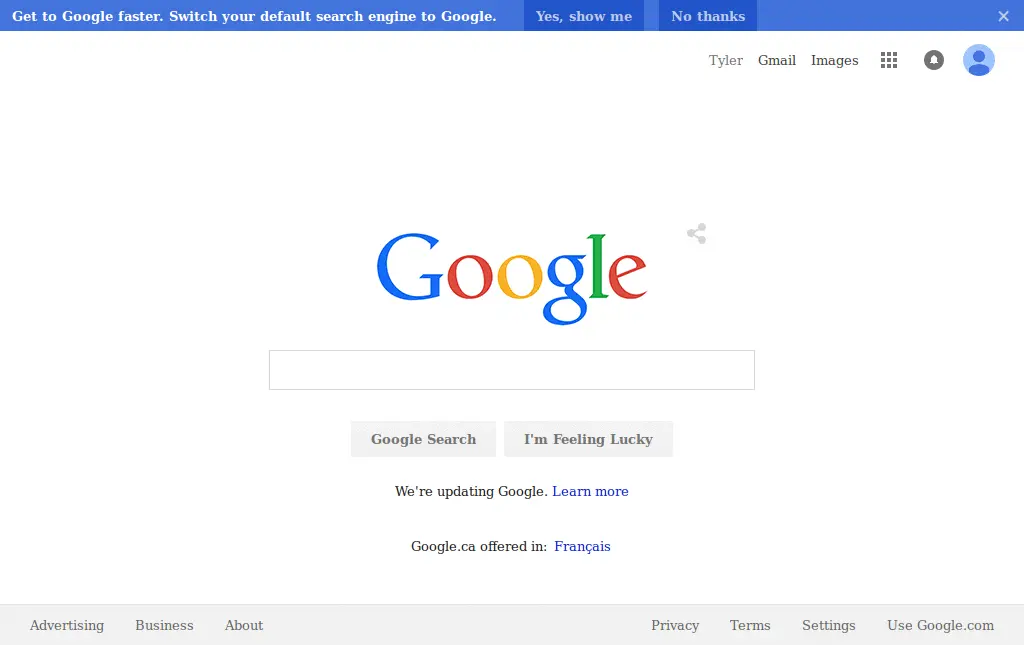 Get to Google faster. Switch your default search engine to Google. Yes, show me No thanks ×
Tyler Gmail Images
Google
Google Search I'm Feeling Lucky
We're updating Google. Learn more
Google.ca offered in: Français
Advertising Business About Privacy Terms Settings Use Google.com